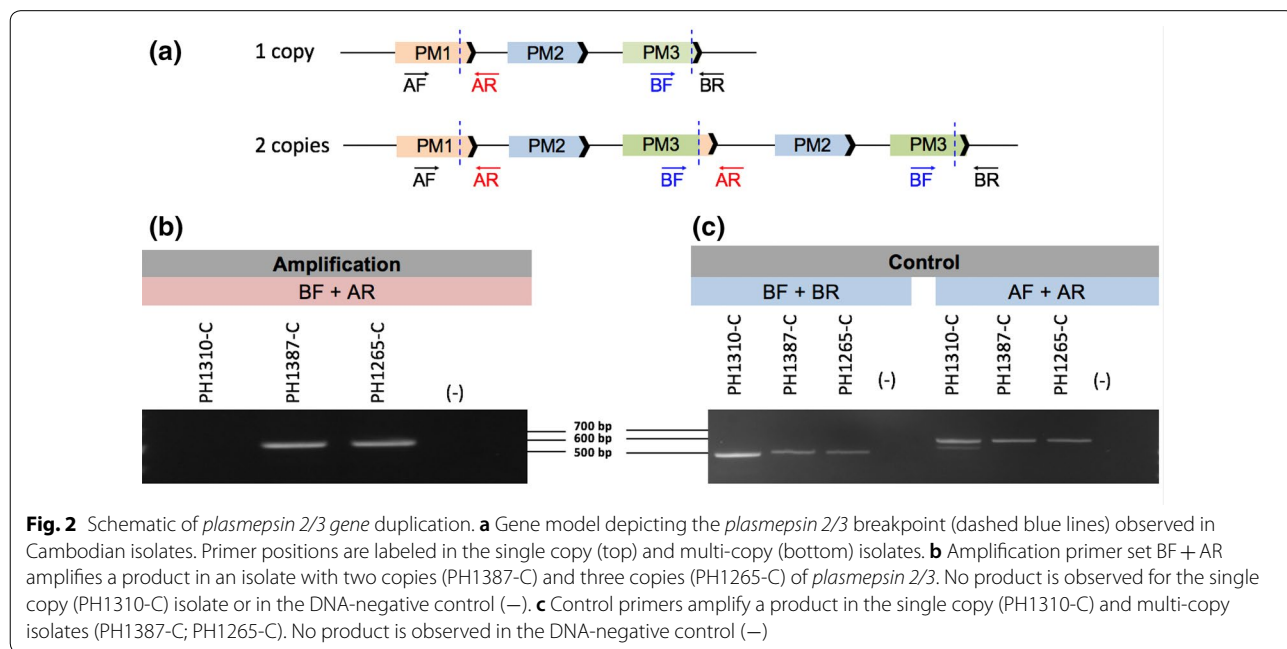 (a)
1 copy
PM1 PM2 PM3
AF AR BF BR
2 copies
PM1 PM2 PM3 PM2 PM3
AF AR BF AR BF BR
(b)
Amplification
BF + AR
PH1310-C PH1387-C PH1265-C (-)
(c)
Control
BF + BR AF + AR
PH1310-C PH1387-C PH1265-C (-) PH1310-C PH1387-C PH1265-C (-)
700 bp
600 bp
500 bp
Fig. 2 Schematic of plasmepsin 2/3 gene duplication. a Gene model depicting the plasmepsin 2/3 breakpoint (dashed blue lines) observed in
Cambodian isolates. Primer positions are labeled in the single copy (top) and multi-copy (bottom) isolates. b Amplification primer set BF + AR
amplifies a product in an isolate with two copies (PH1387-C) and three copies (PH1265-C) of plasmepsin 2/3. No product is observed for the single
copy (PH1310-C) isolate or in the DNA-negative control (−). c Control primers amplify a product in the single copy (PH1310-C) and multi-copy
isolates (PH1387-C; PH1265-C). No product is observed in the DNA-negative control (−)